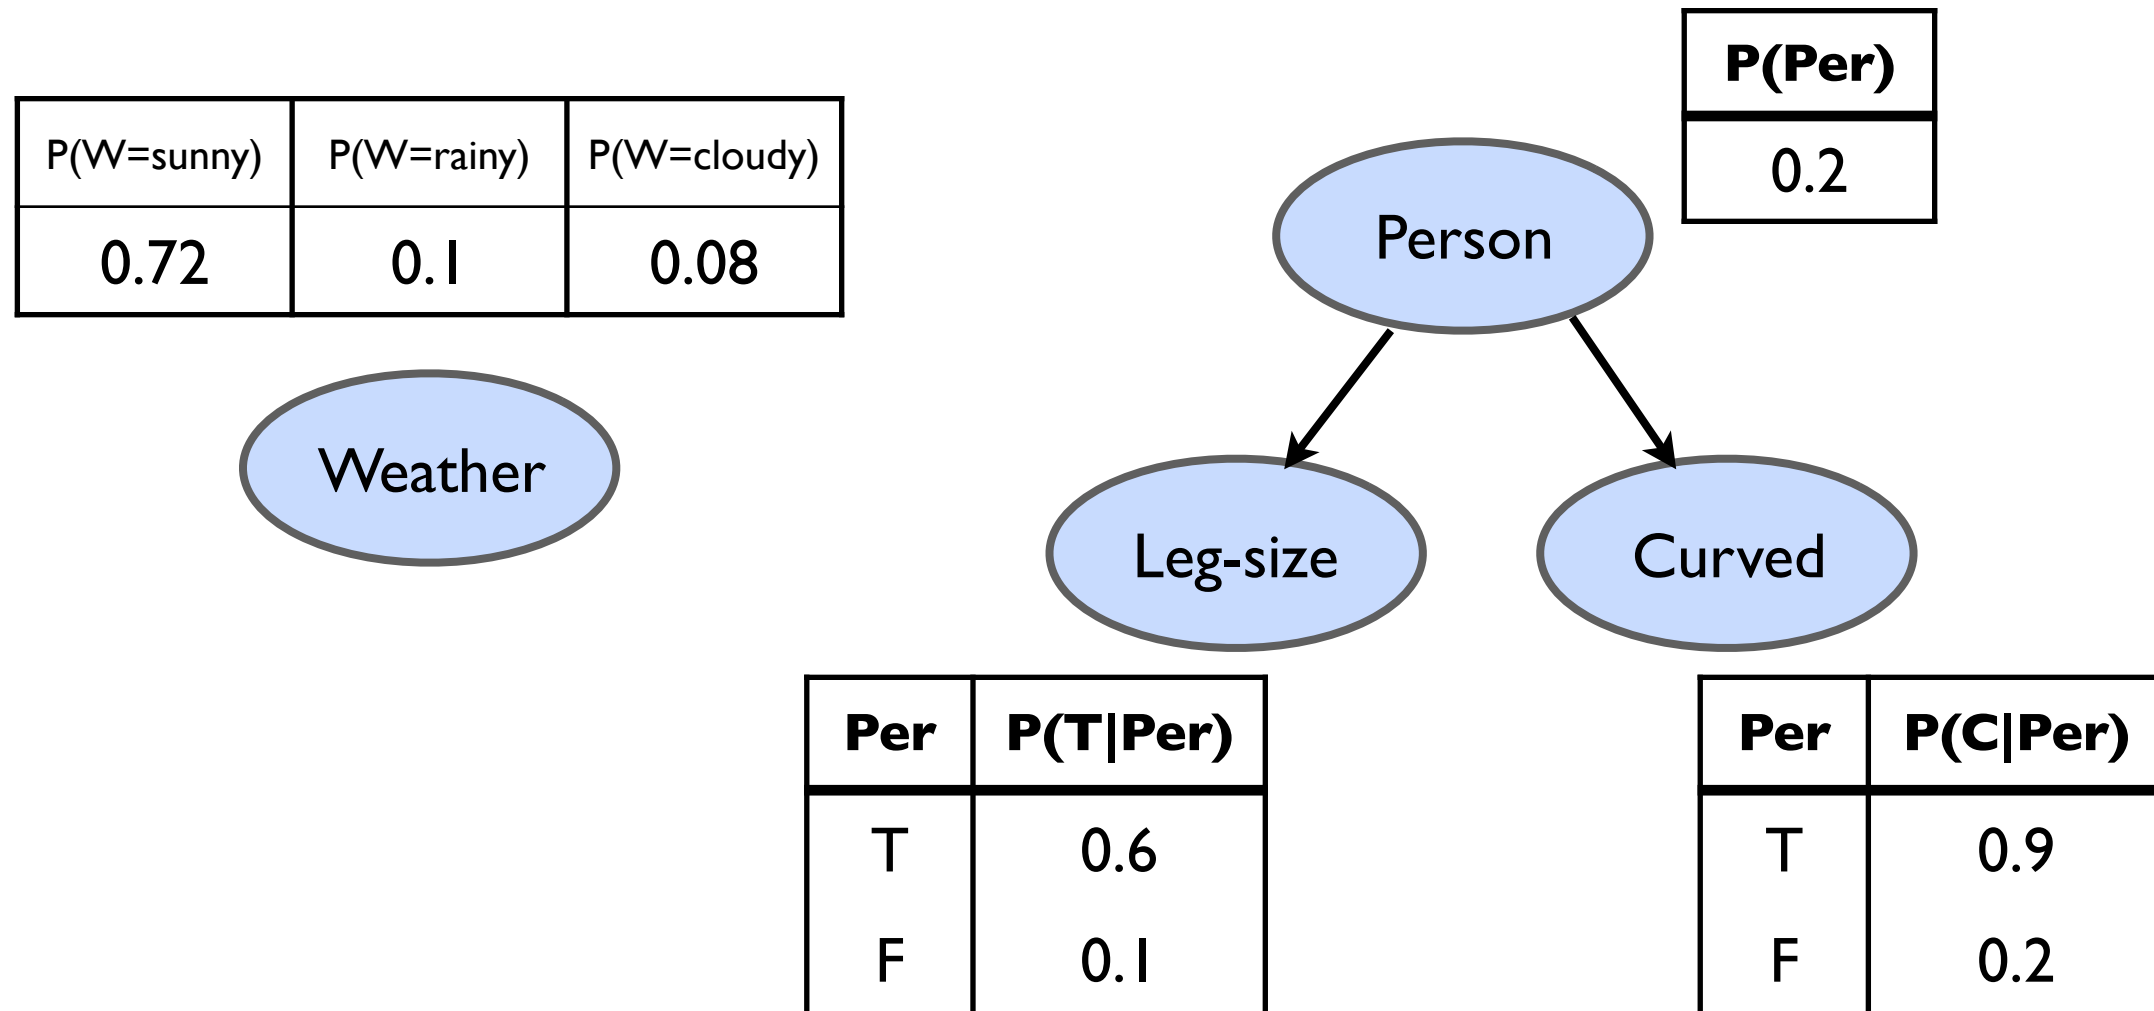 P(W=sunny) P(W=rainy) P(W=cloudy)
0.72 0.1 0.08
Weather
P(Per)
0.2
Person
Leg-size
Curved
Per P(T|Per)
T 0.6
F 0.1
Per P(C|Per)
T 0.9
F 0.2